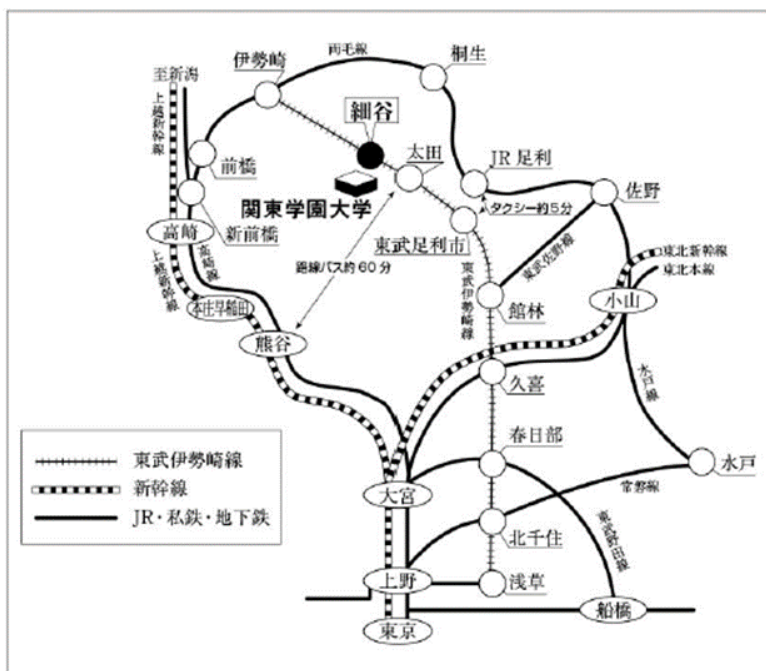 両毛線
桐生
伊勢崎
至新潟
上越新幹線
細谷
太田
JR足利
前橋
佐野
タクシー約5分
関東学園大学
新前橋
高崎
東武足利市
東武佐野線
東北新幹線
東北本線
高崎線
上越新幹線
路線バス約60分
東武伊勢崎線
館林
小山
本庄早稲田
熊谷
久喜
水戸線
春日部
水戸
東武伊勢崎線
新幹線
JR・私鉄・地下鉄
大宮
常磐線
北千住
東武野田線
上野
浅草
船橋
東京